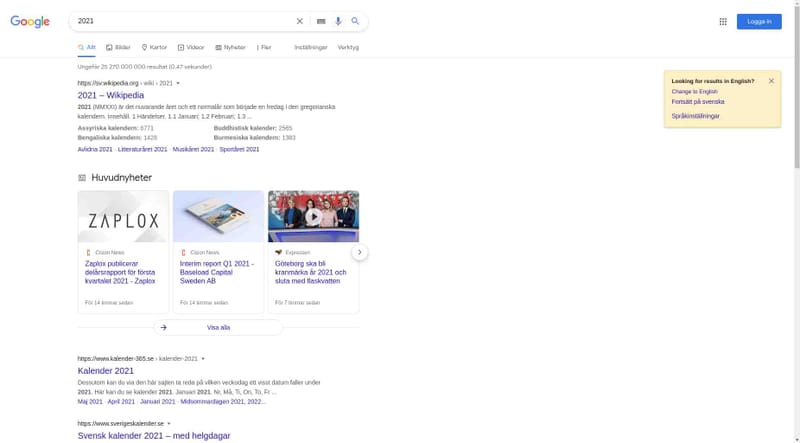 Google
2021
Logga in
Allt
Bilder
Kartor
Videor
Nyheter
Fler
Inställningar
Verktyg
Ungefär 25 270 000 000 resultat (0,47 sekunder)
Looking for results in English?
Change to English
Fortsätt på svenska
Språkinställningar
https://sv.wikipedia.org › wiki › 2021
2021 – Wikipedia
2021 (MMXXI) är det nuvarande året och ett normalår som började en fredag i den gregorianska
kalendern. Innehåll. 1 Händelser. 1.1 Januari; 1.2 Februari; 1.3 ...
Assyriska kalendern: 6771
Buddhistisk kalender: 2565
Bengaliska kalendern: 1428
Burmesiska kalendern: 1383
Avlidna 2021 · Litteraturåret 2021 · Musikåret 2021 · Sportåret 2021
Huvudnyheter
ZAPLOX
Cision News
Zaplox publicerar
delårsrapport för första
kvartalet 2021 - Zaplox
För 14 timmar sedan
Cision News
Interim report Q1 2021 -
Baseload Capital
Sweden AB
För 14 timmar sedan
Expressen
Göteborg ska bli
kranmärka år 2021 och
sluta med flaskvatten
För 7 timmar sedan
Visa alla
https://www.kalender-365.se › kalender-2021
Kalender 2021
Dessutom kan du via den här sajten ta reda på vilken veckodag ett visst datum faller under
2021. Här kan du se kalender 2021. Januari 2021. Nr, Må, Ti, On, To, Fr ...
Maj 2021 · April 2021 · Januari 2021 · Midsommardagen 2021, 2022...
https://www.sverigeskalender.se
Svensk kalender 2021 – med helgdagar